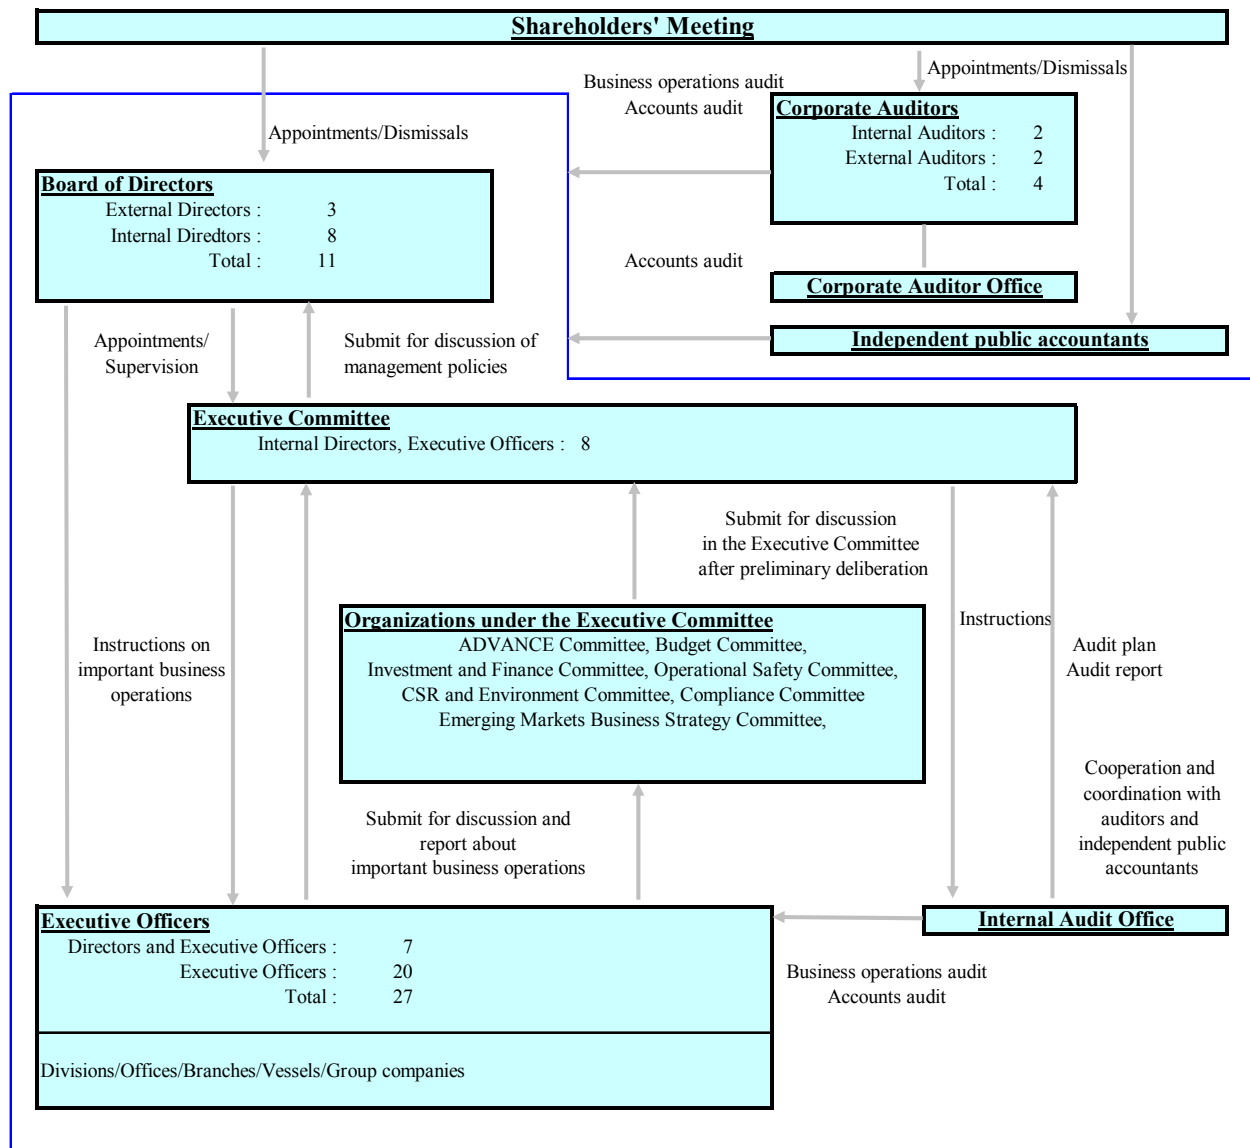 Shareholders' Meeting
Appointments/Dismissals
Business operations audit
Accounts audit
Appointments/Dismissals
Corporate Auditors
Internal Auditors : 2
External Auditors : 2
Total : 4
Board of Directors
External Directors : 3
Internal Diredtors : 8
Total : 11
Accounts audit
Corporate Auditor Office
Independent public accountants
Appointments/
Supervision
Submit for discussion of
management policies
Executive Committee
Internal Directors, Executive Officers : 8
Submit for discussion
in the Executive Committee
after preliminary deliberation
Instructions on
important business
operations
Organizations under the Executive Committee
ADVANCE Committee, Budget Committee,
Investment and Finance Committee, Operational Safety Committee,
CSR and Environment Committee, Compliance Committee
Emerging Markets Business Strategy Committee,
Instructions
Audit plan
Audit report
Cooperation and
coordination with
auditors and
independent public
accountants
Submit for discussion and
report about
important business operations
Executive Officers
Directors and Executive Officers : 7
Executive Officers : 20
Total : 27
Internal Audit Office
Business operations audit
Accounts audit
Divisions/Offices/Branches/Vessels/Group companies